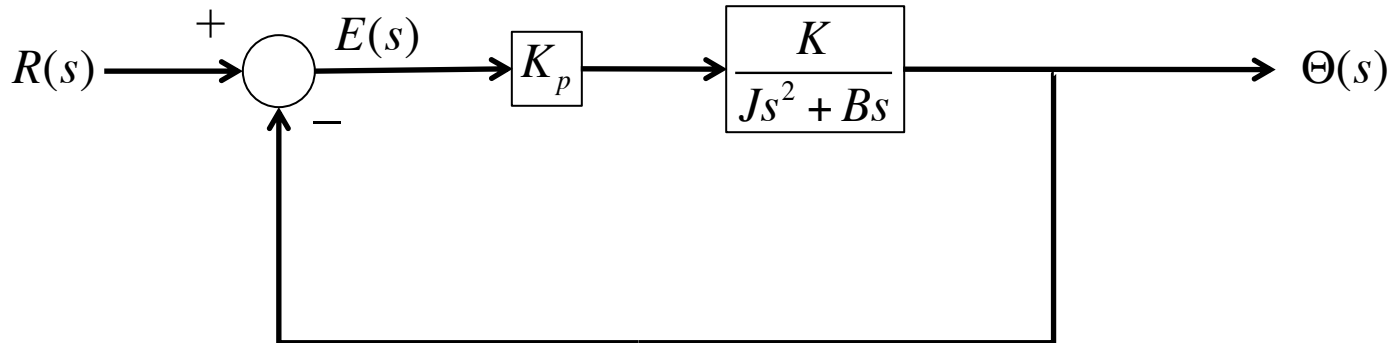 +
R(s)
E(s)
K_p
K
Js^2 + Bs
Θ(s)
−